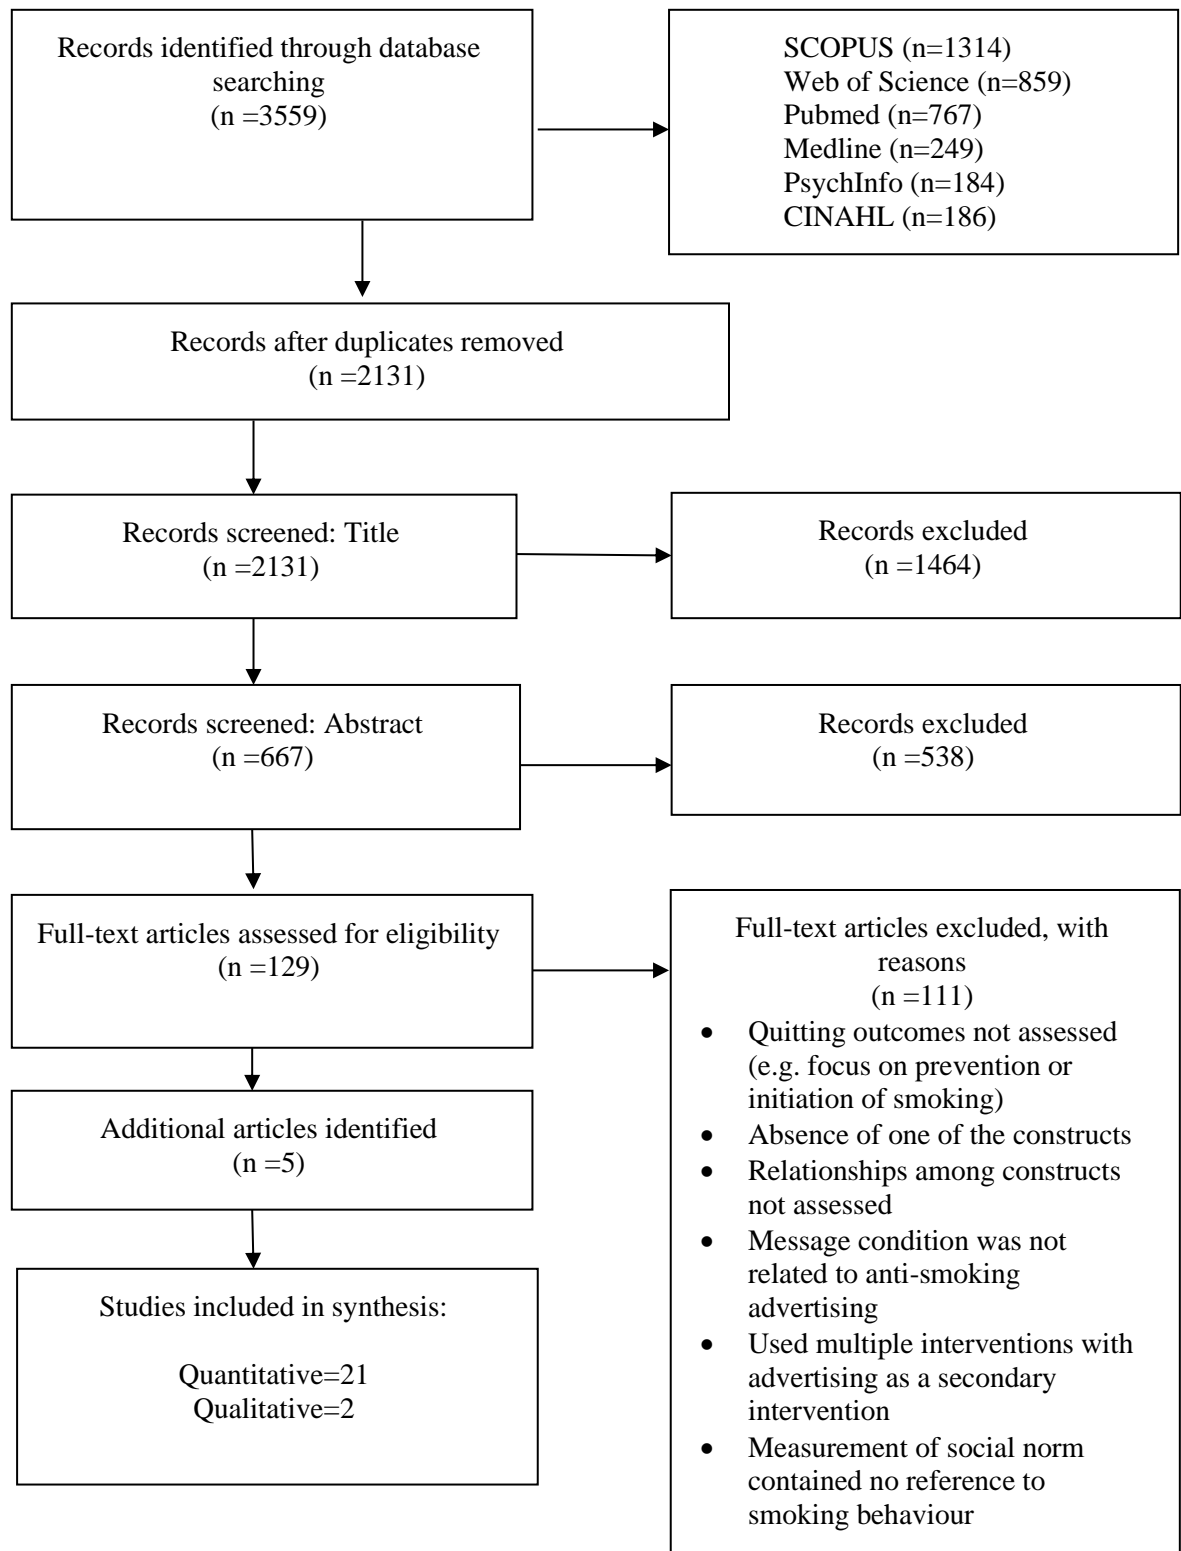 Records identified through database
searching
(n =3559)
SCOPUS (n=1314)
Web of Science (n=859)
Pubmed (n=767)
Medline (n=249)
PsychInfo (n=184)
CINAHL (n=186)
Records after duplicates removed
(n =2131)
Records screened: Title
(n =2131)
Records excluded
(n =1464)
Records screened: Abstract
(n =667)
Records excluded
(n =538)
Full-text articles assessed for eligibility
(n =129)
Full-text articles excluded, with
reasons
(n =111)
• Quitting outcomes not assessed
(e.g. focus on prevention or
initiation of smoking)
• Absence of one of the constructs
• Relationships among constructs
not assessed
• Message condition was not
related to anti-smoking
advertising
• Used multiple interventions with
advertising as a secondary
intervention
• Measurement of social norm
contained no reference to
smoking behaviour
Additional articles identified
(n =5)
Studies included in synthesis:
Quantitative=21
Qualitative=2